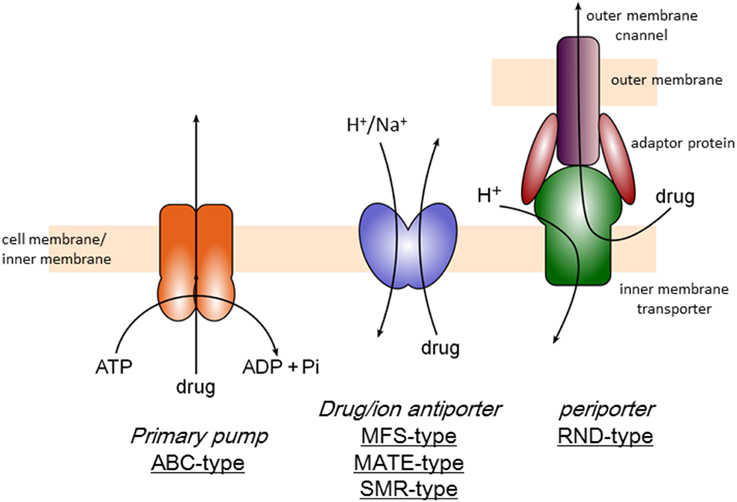 outer membrane
cnannel
outer membrane
adaptor protein
drug
H⁺
inner membrane
transporter
H⁺/Na⁺
drug
cell membrane/
inner membrane
ATP
drug
ADP + Pi
Primary pump
ABC-type
Drug/ion antiporter
MFS-type
MATE-type
SMR-type
periporter
RND-type